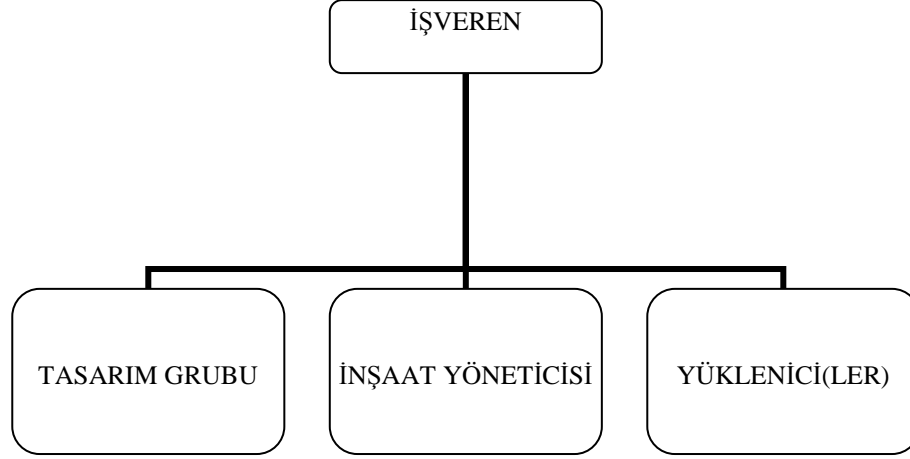 İŞVEREN
TASARIM GRUBU
İNŞAAT YÖNETİCİSİ
YÜKLENİCİ(LER)